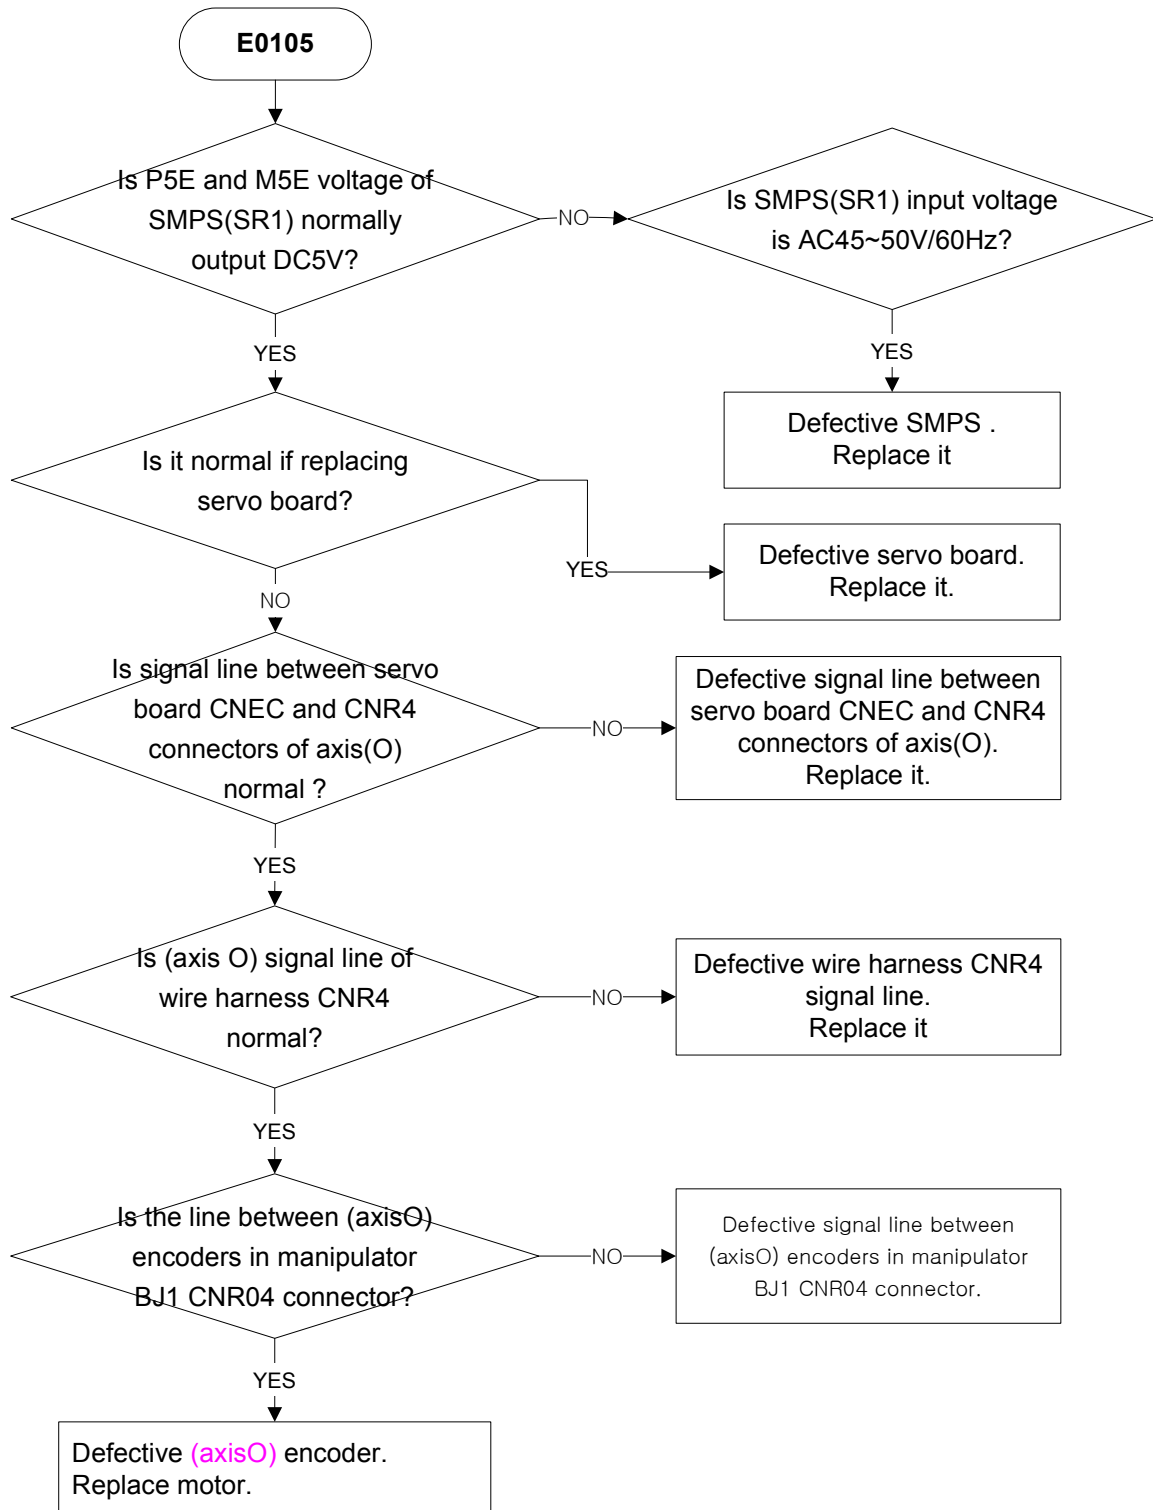 E0105
Is P5E and M5E voltage of
SMPS(SR1) normally
output DC5V?
NO
Is SMPS(SR1) input voltage
is AC45~50V/60Hz?
YES
YES
Defective SMPS .
Replace it
Is it normal if replacing
servo board?
YES
Defective servo board.
Replace it.
NO
Is signal line between servo
board CNEC and CNR4
connectors of axis(O)
normal ?
NO
Defective signal line between
servo board CNEC and CNR4
connectors of axis(O).
Replace it.
YES
Is (axis O) signal line of
wire harness CNR4
normal?
NO
Defective wire harness CNR4
signal line.
Replace it
YES
Is the line between (axisO)
encoders in manipulator
BJ1 CNR04 connector?
NO
Defective signal line between
(axisO) encoders in manipulator
BJ1 CNR04 connector.
YES
Defective (axisO) encoder.
Replace motor.